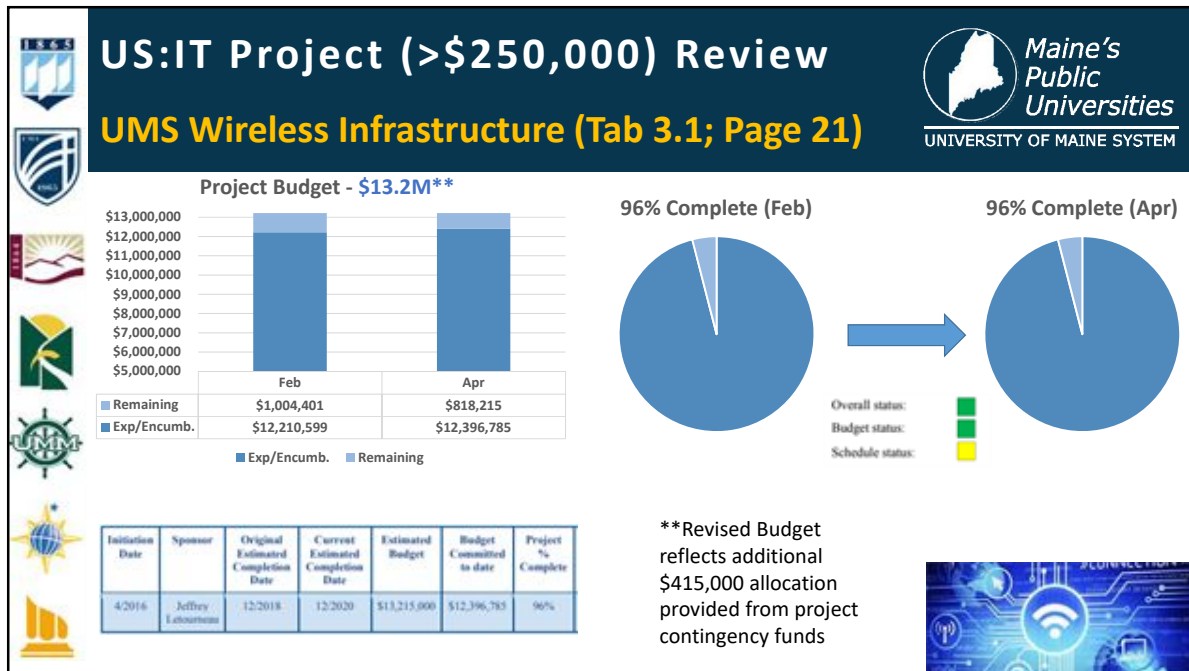 1865
US:IT Project (>$250,000) Review
UMS Wireless Infrastructure (Tab 3.1; Page 21)
Maine's
Public
Universities
UNIVERSITY OF MAINE SYSTEM
1965
1864
UMM
Project Budget - $13.2M**
$13,000,000
$12,000,000
$11,000,000
$10,000,000
$9,000,000
$8,000,000
$7,000,000
$6,000,000
$5,000,000
Feb Apr
Remaining $1,004,401 $818,215
Exp/Encumb. $12,210,599 $12,396,785
Exp/Encumb. Remaining
96% Complete (Feb)
96% Complete (Apr)
Overall status:
Budget status:
Schedule status:
Initiation Date
Sponsor
Original Estimated Completion Date
Current Estimated Completion Date
Estimated Budget
Budget Committed to date
Project % Complete
4/2016
Jeffrey Letourneau
12/2018
12/2020
$13,215,000
$12,396,785
96%
**Revised Budget
reflects additional
$415,000 allocation
provided from project
contingency funds